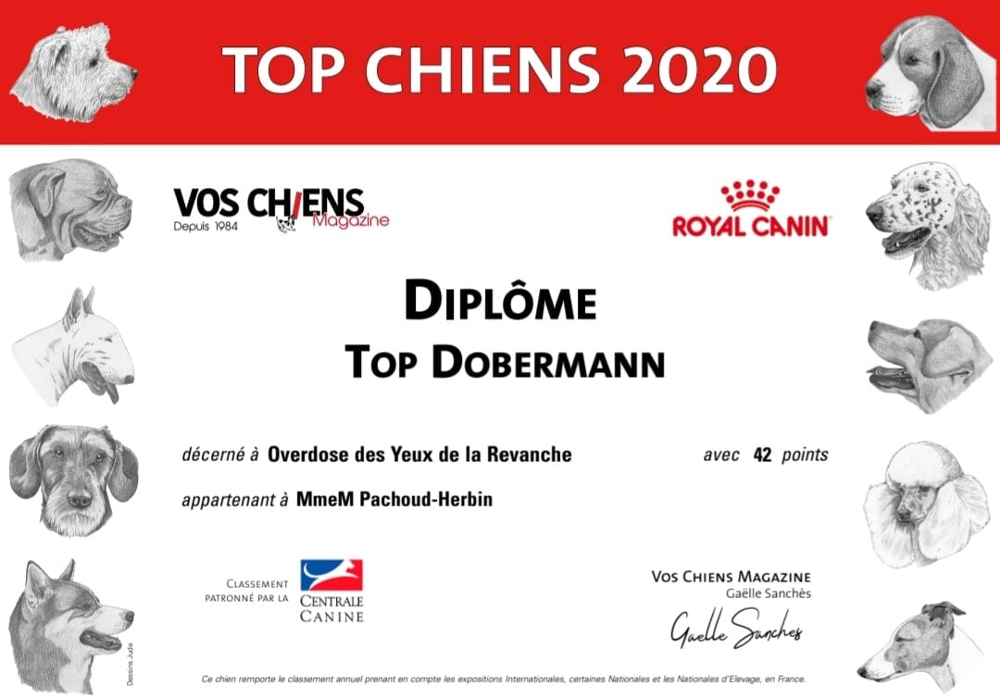 TOP CHIENS 2020
VOS CHIENS
Magazine
Depuis 1984
ROYAL CANIN
DIPLÔME
TOP DOBERMANN
décerné à Overdose des Yeux de la Revanche avec 42 points
appartenant à MmeM Pachoud-Herbin
CLASSEMENT
PATRONNÉ PAR LA
CENTRALE
CANINE
VOS CHIENS MAGAZINE
Gaëlle Sanchès
Gaelle Sanches
Dessins Jude
Ce chien remporte le classement annuel prenant en compte les expositions Internationales, certaines Nationales et les Nationales d'Elevage, en France.